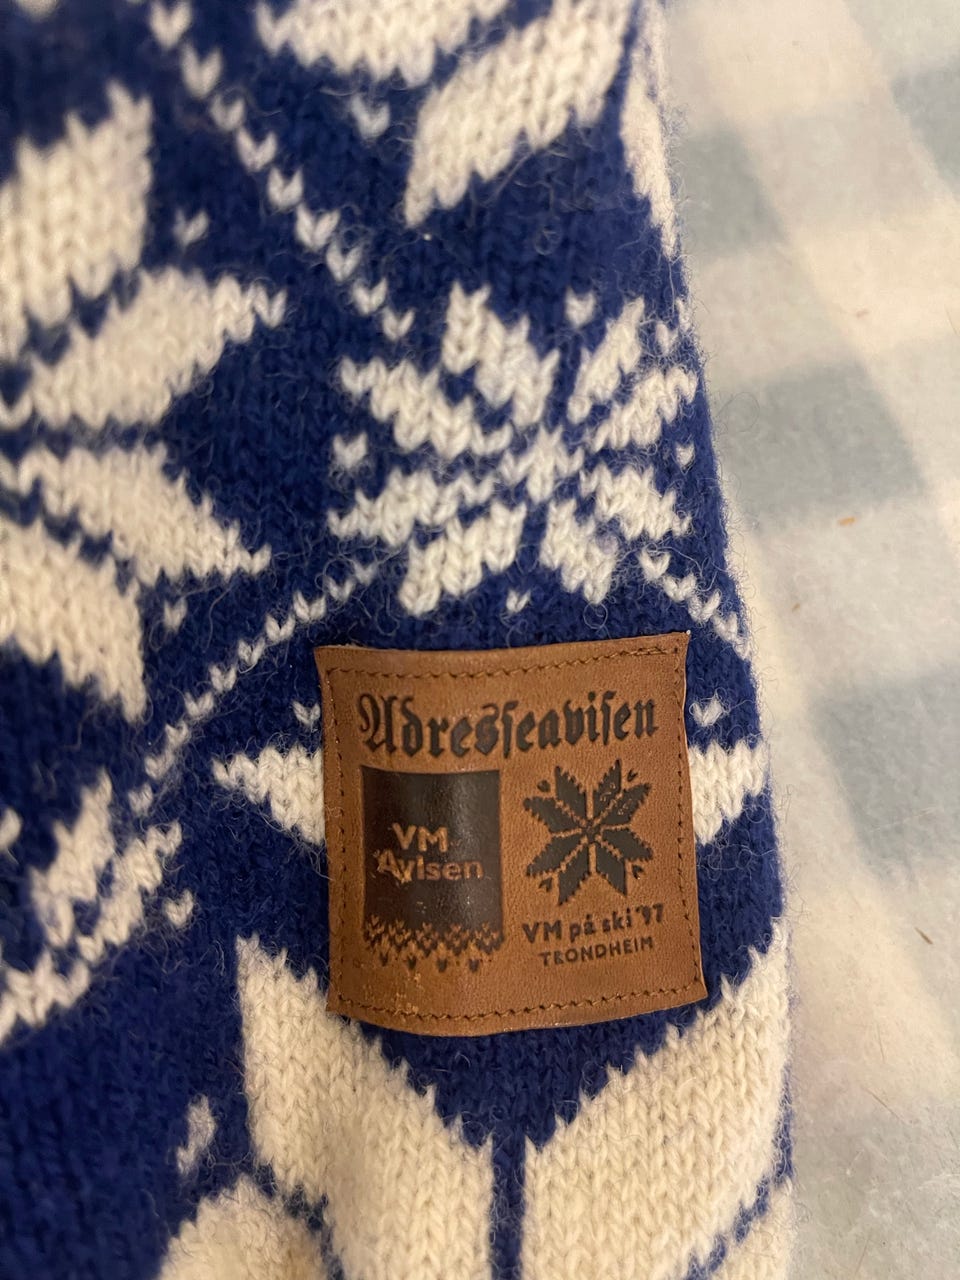 Adresseavisen
VM
Avisen
VM på ski '97
TRONDHEIM